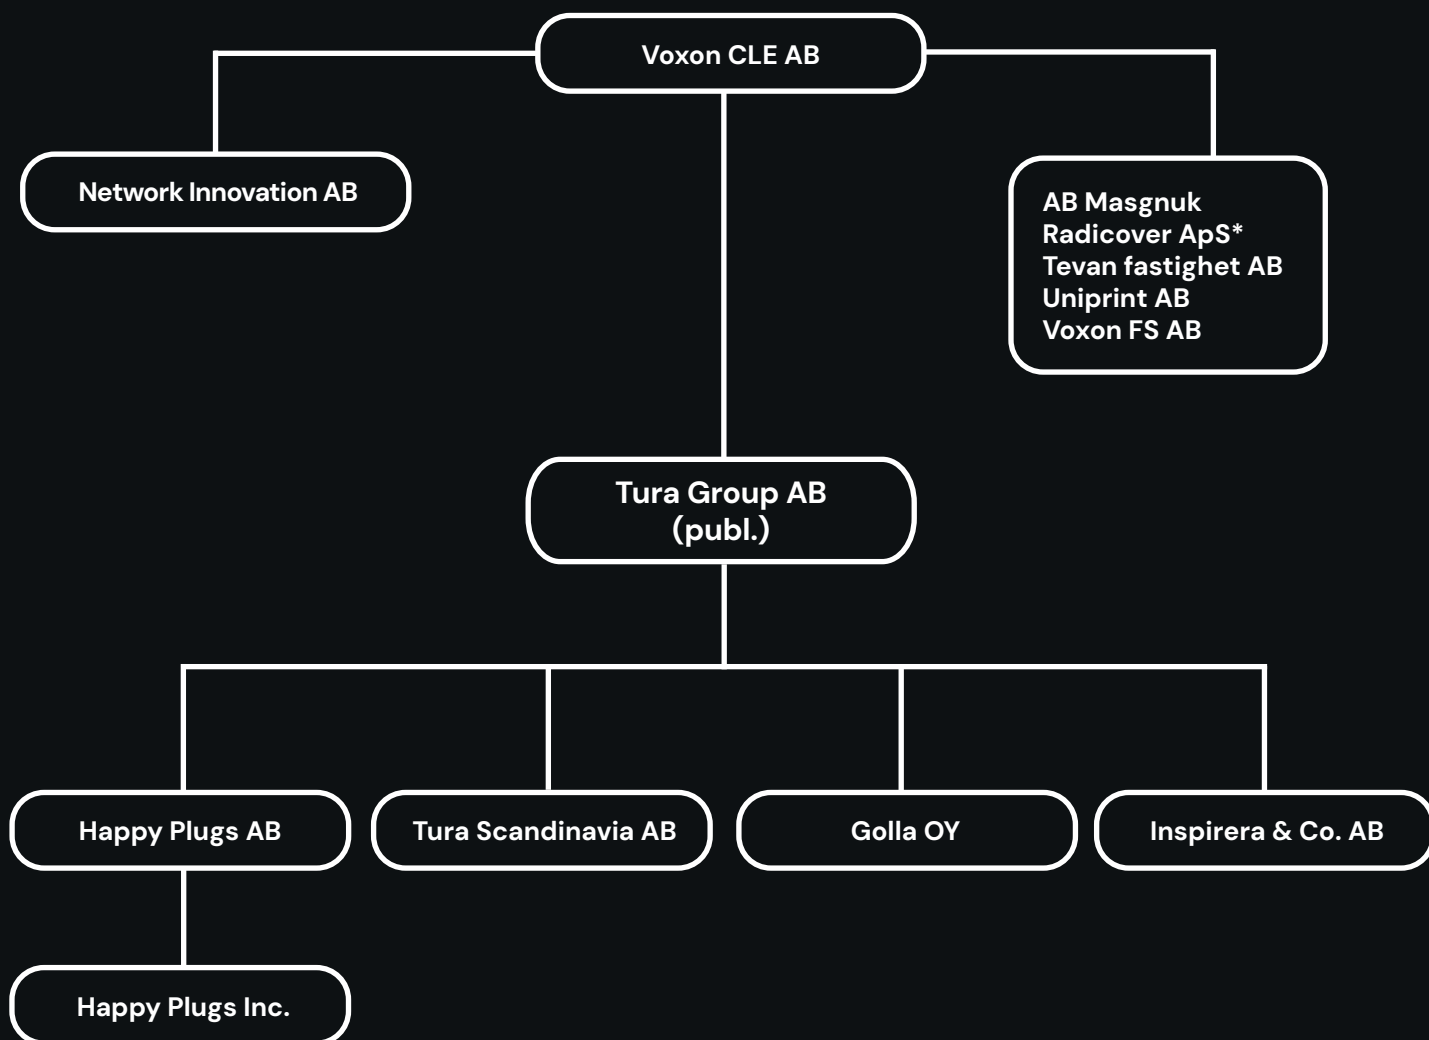 Voxon CLE AB
Network Innovation AB
AB Masgnuk
Radicover ApS*
Tevan fastighet AB
Uniprint AB
Voxon FS AB
Tura Group AB
(publ.)
Happy Plugs AB
Tura Scandinavia AB
Golla OY
Inspirera & Co. AB
Happy Plugs Inc.